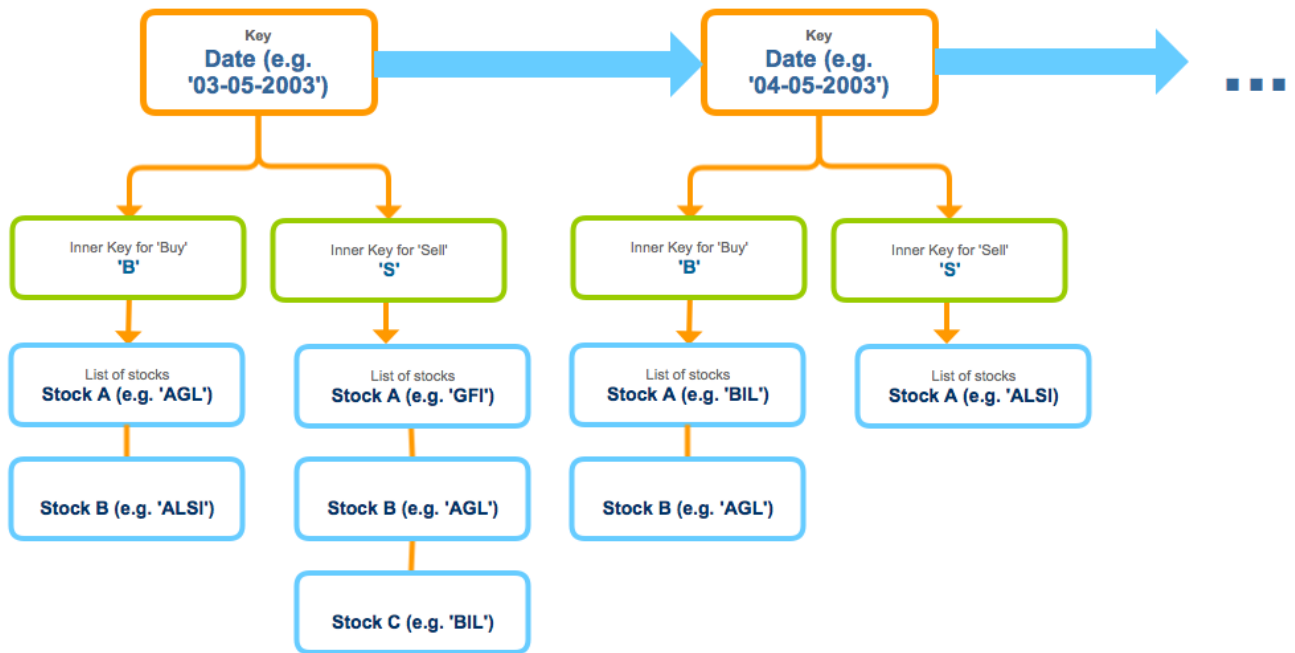 Key
Date (e.g.
'03-05-2003')
Key
Date (e.g.
'04-05-2003')
...
Inner Key for 'Buy'
'B'
Inner Key for 'Sell'
'S'
Inner Key for 'Buy'
'B'
Inner Key for 'Sell'
'S'
List of stocks
Stock A (e.g. 'AGL')
List of stocks
Stock A (e.g. 'GFI')
List of stocks
Stock A (e.g. 'BIL')
List of stocks
Stock A (e.g. 'ALSI)
Stock B (e.g. 'ALSI')
Stock B (e.g. 'AGL')
Stock B (e.g. 'AGL')
Stock C (e.g. 'BIL')